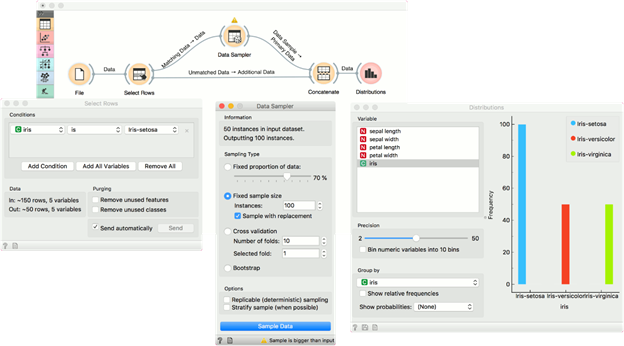 Data
Matching Data → Data
Data Sampler
Data Sample → Primary Data
Unmatched Data → Additional Data
Data
File
Select Rows
Concatenate
Distributions
Select Rows
Conditions
C iris
is
Iris-setosa
Add Condition
Add All Variables
Remove All
Data
In: ~150 rows, 5 variables
Out: ~50 rows, 5 variables
Purging
Remove unused features
Remove unused classes
Send automatically
Send
Data Sampler
Information
50 instances in input dataset.
Outputting 100 instances.
Sampling Type
Fixed proportion of data:
70 %
Fixed sample size
Instances: 100
Sample with replacement
Cross validation
Number of folds: 10
Selected fold: 1
Bootstrap
Options
Replicable (deterministic) sampling
Stratify sample (when possible)
Sample Data
Sample is bigger than input
Distributions
Variable
N sepal length
N sepal width
N petal length
N petal width
C iris
Precision
2 50
Bin numeric variables into 10 bins
Group by
C iris
Show relative frequencies
Show probabilities: (None)
Iris-setosa
Iris-versicolor
Iris-virginica
Frequency
100
80
60
40
20
0
Iris-setosa
Iris-versicolor
Iris-virginica
iris